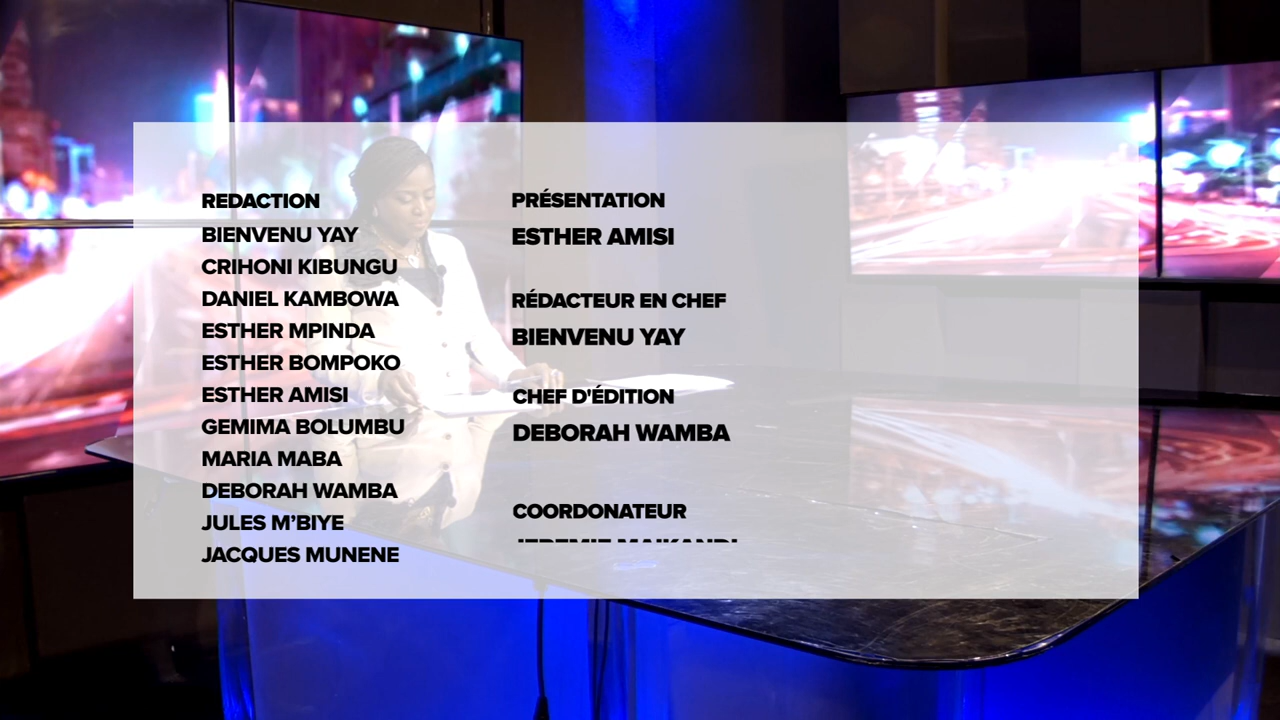 REDACTION
BIENVENU YAY
CRIHONI KIBUNGU
DANIEL KAMBOWA
ESTHER MPINDA
ESTHER BOMPOKO
ESTHER AMISI
GEMIMA BOLUMBU
MARIA MABA
DEBORAH WAMBA
JULES M’BIYE
JACQUES MUNENE
PRÉSENTATION
ESTHER AMISI
RÉDACTEUR EN CHEF
BIENVENU YAY
CHEF D'ÉDITION
DEBORAH WAMBA
COORDONATEUR